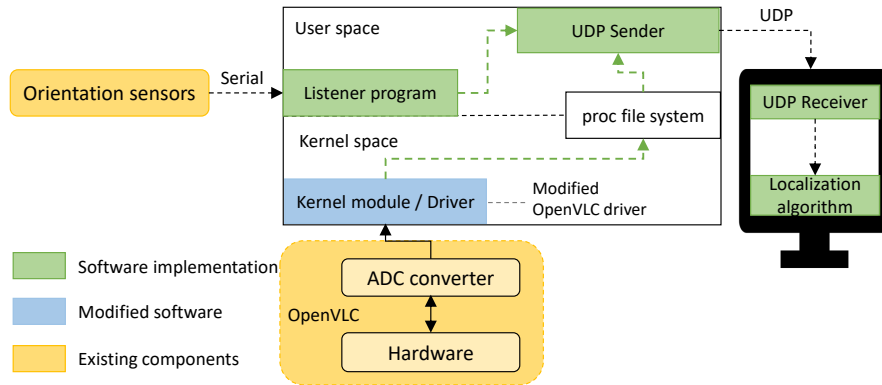 User space
UDP Sender
UDP
Orientation sensors
Serial
Listener program
proc file system
UDP Receiver
Kernel space
Kernel module / Driver
Modified
OpenVLC driver
Localization
algorithm
Software implementation
ADC converter
Modified software
OpenVLC
Hardware
Existing components